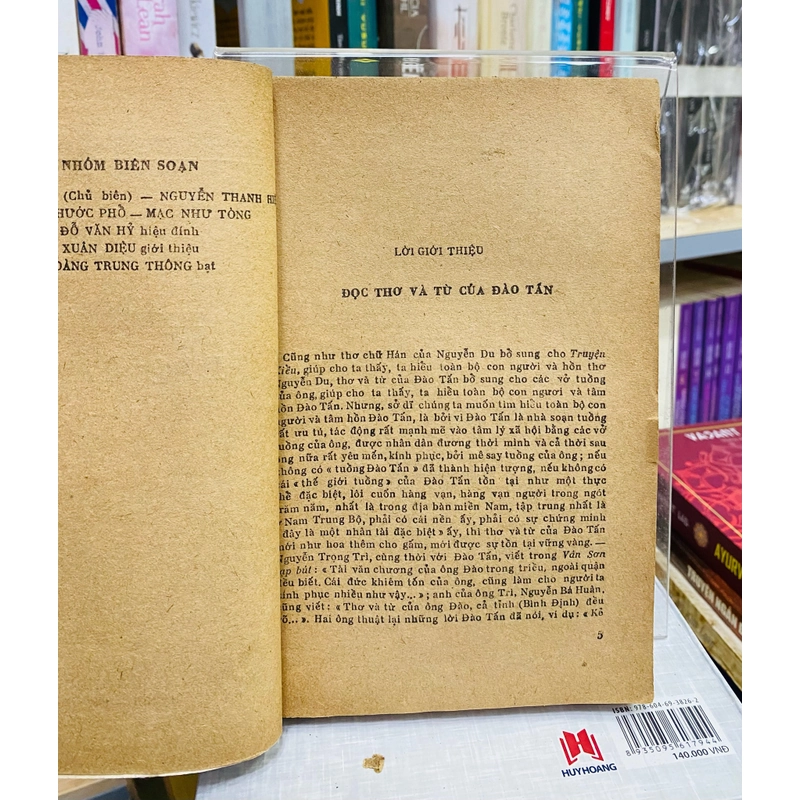 NHÓM BIÊN SOẠN
(Chủ biên) — NGUYỄN THANH HI
HƯỚC PHỒ — MẠC NHƯ TÒNG
ĐỖ VĂN HỶ hiệu đính
XUÂN DIỆU giới thiệu
OÀNG TRUNG THÔNG bạt
LỜI GIỚI THIỆU
ĐỌC THƠ VÀ TỪ CỦA ĐÀO TẤN
Cũng như thơ chữ Hán của Nguyễn Du bổ sung cho Truyện
Kiều, giúp cho ta thấy, ta hiểu toàn bộ con người và hồn thơ
Nguyễn Du, thơ và từ của Đào Tấn bổ sung cho các vở tuồng
của ông, giúp cho ta thấy, ta hiểu toàn bộ con người và tâm
hồn Đào Tấn. Nhưng, sở dĩ chúng ta muốn tìm hiểu toàn bộ con
người và tâm hồn Đào Tấn, là bởi vì Đào Tấn là nhà soạn tuồng
rất ưu tú, tác động rất mạnh mẽ vào tâm lý xã hội bằng các vở
tuồng của ông, được nhân dân đương thời mình và cả thời sau
ông nữa rất yêu mến, kính phục, bởi mê say tuồng của ông ; nếu
không có « tuồng Đào Tấn » đã thành hiện tượng, nếu không có
cái « thế giới tuồng » của Đào Tấn tồn tại như một thực
thể đặc biệt, lôi cuốn hàng vạn, hàng vạn người trong ngót
trăm năm, nhất là trong địa bàn miền Nam, tập trung nhất là
ở Nam Trung Bộ, phải có cái nền ấy, phải có sự chứng minh
« đây là một nhân tài đặc biệt » ấy, thì thơ và từ của Đào Tấn
mới như hoa thêm cho gấm, mới được sự tồn tại vững vàng. —
Nguyễn Trọng Trì, cùng thời với Đào Tấn, viết trong Vân Sơn
tạp bút : « Tài văn chương của ông Đào trong triều, ngoài quận
đều biết. Cái đức khiêm tốn của ông, cũng làm cho người ta
kính phục nhiều như vậy...» ; anh của ông Trì, Nguyễn Bá Huân,
cũng viết : « Thơ và từ của ông Đào, cả tỉnh (Bình Định) đều
rõ...». Hai ông thuật lại những lời Đào Tấn đã nói, ví dụ : « Kẻ
5
ISBN: 978-604-69-3826-2
8 935095 617944
140.000 VNĐ
HUYHOANG
AYURV
TRUYỆN NGẮN